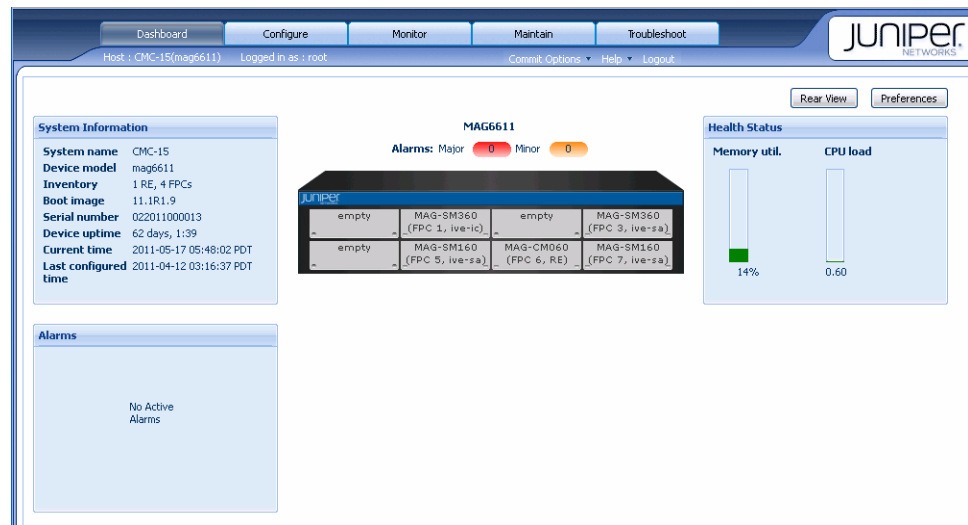 Dashboard Configure Monitor Maintain Troubleshoot
JUNIPER
NETWORKS
Host : CMC-15(mag6611) Logged in as : root Commit Options Help Logout
Rear View Preferences
System Information
System name CMC-15
Device model mag6611
Inventory 1 RE, 4 FPCs
Boot image 11.1R1.9
Serial number 022011000013
Device uptime 62 days, 1:39
Current time 2011-05-17 05:48:02 PDT
Last configured 2011-04-12 03:16:37 PDT
time
MAG6611
Alarms: Major 0 Minor 0
JUNIPER
empty MAG-SM360 empty MAG-SM360
(FPC 1, ive-ic) (FPC 3, ive-sa)
empty MAG-SM160 MAG-CM060 MAG-SM160
(FPC 5, ive-sa) (FPC 6, RE) (FPC 7, ive-sa)
Health Status
Memory util. CPU load
14% 0.60
Alarms
No Active
Alarms